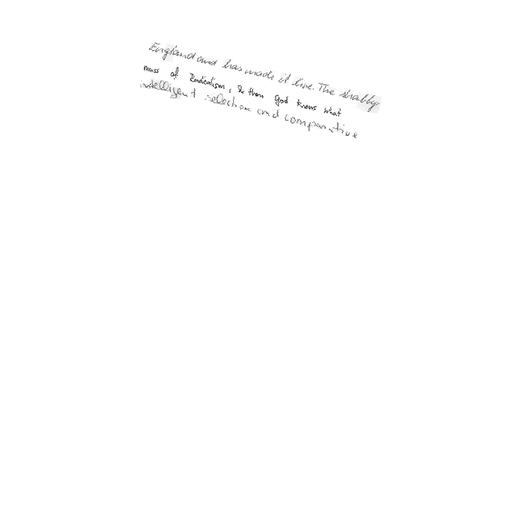 England and has made it live. The shabby
mass of Radicalism, & then god knows what
intelligent selection and comparative